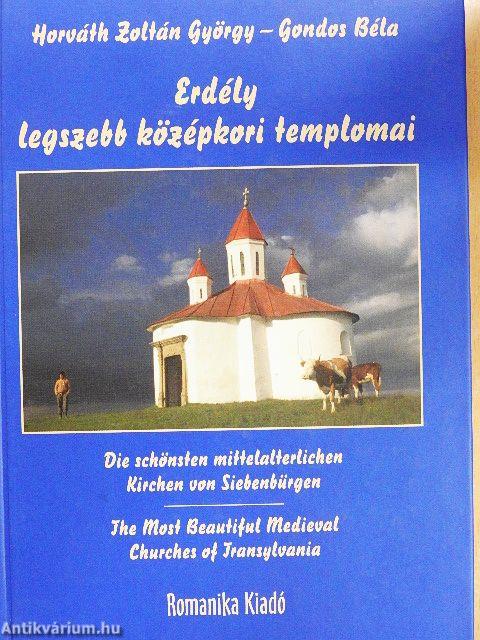 Horváth Zoltán György – Gondos Béla
Erdély
legszebb középkori templomai
Die schönsten mittelalterlichen
Kirchen von Siebenbürgen
The Most Beautiful Medieval
Churches of Transylvania
Romanika Kiadó
Antikvárium.hu